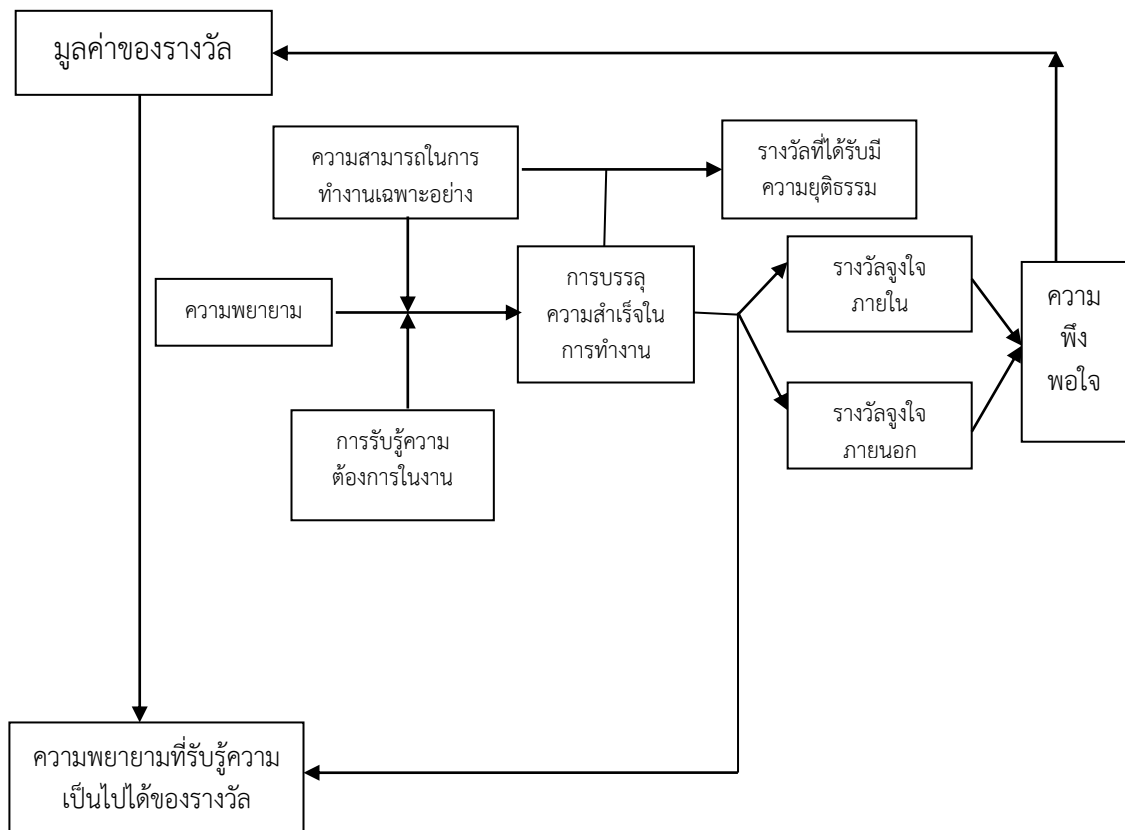 มูลค่าของรางวัล
ความสามารถในการ
ทำงานเฉพาะอย่าง
รางวัลที่ได้รับมี
ความยุติธรรม
ความพยายาม
การบรรลุ
ความสำเร็จใน
การทำงาน
รางวัลจูงใจ
ภายใน
ความ
พึง
พอใจ
รางวัลจูงใจ
ภายนอก
การรับรู้ความ
ต้องการในงาน
ความพยายามที่รับรู้ความ
เป็นไปได้ของรางวัล